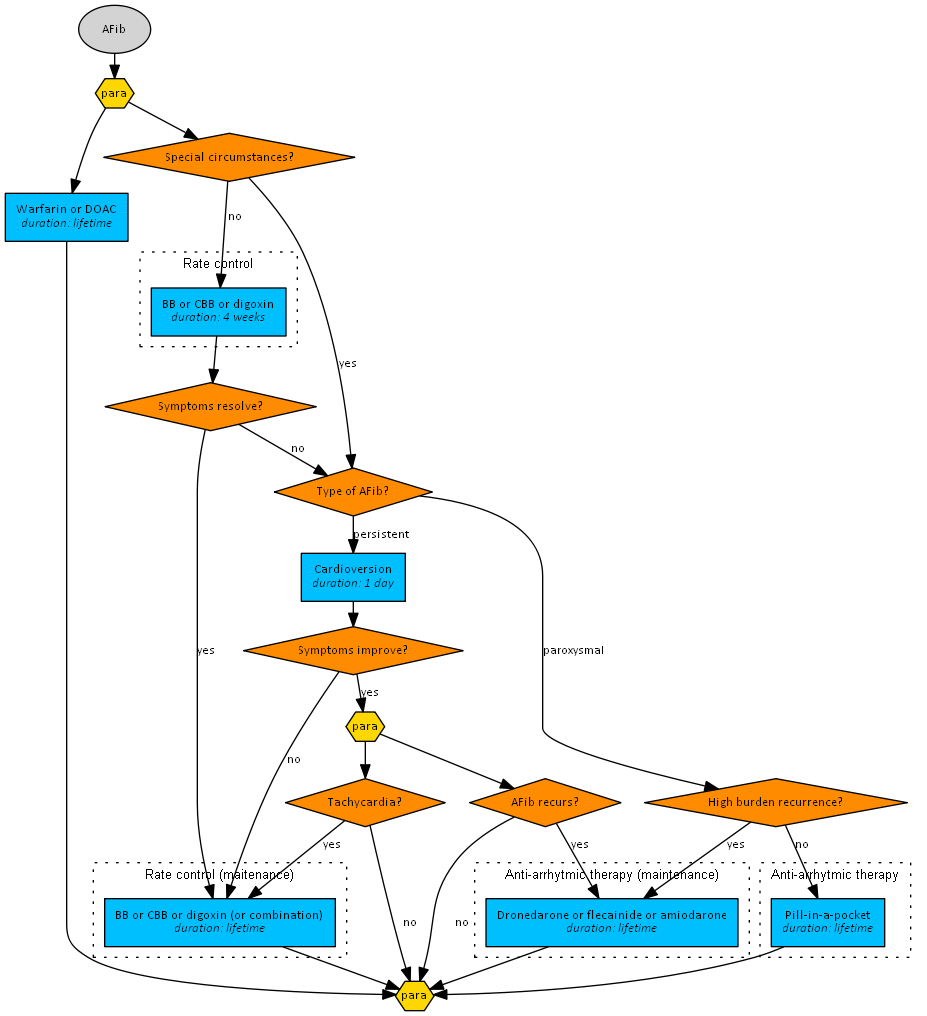 AFib
para
Special circumstances?
Warfarin or DOAC
duration: lifetime
no
Rate control
BB or CBB or digoxin
duration: 4 weeks
yes
Symptoms resolve?
no
Type of AFib?
persistent
Cardioversion
duration: 1 day
yes
Symptoms improve?
paroxysmal
yes
para
no
Tachycardia?
AFib recurs?
High burden recurrence?
yes
yes
yes
no
Rate control (maitenance)
Anti-arrhytmic therapy (maintenance)
Anti-arrhytmic therapy
BB or CBB or digoxin (or combination)
duration: lifetime
no
no
Dronedarone or flecainide or amiodarone
duration: lifetime
Pill-in-a-pocket
duration: lifetime
para